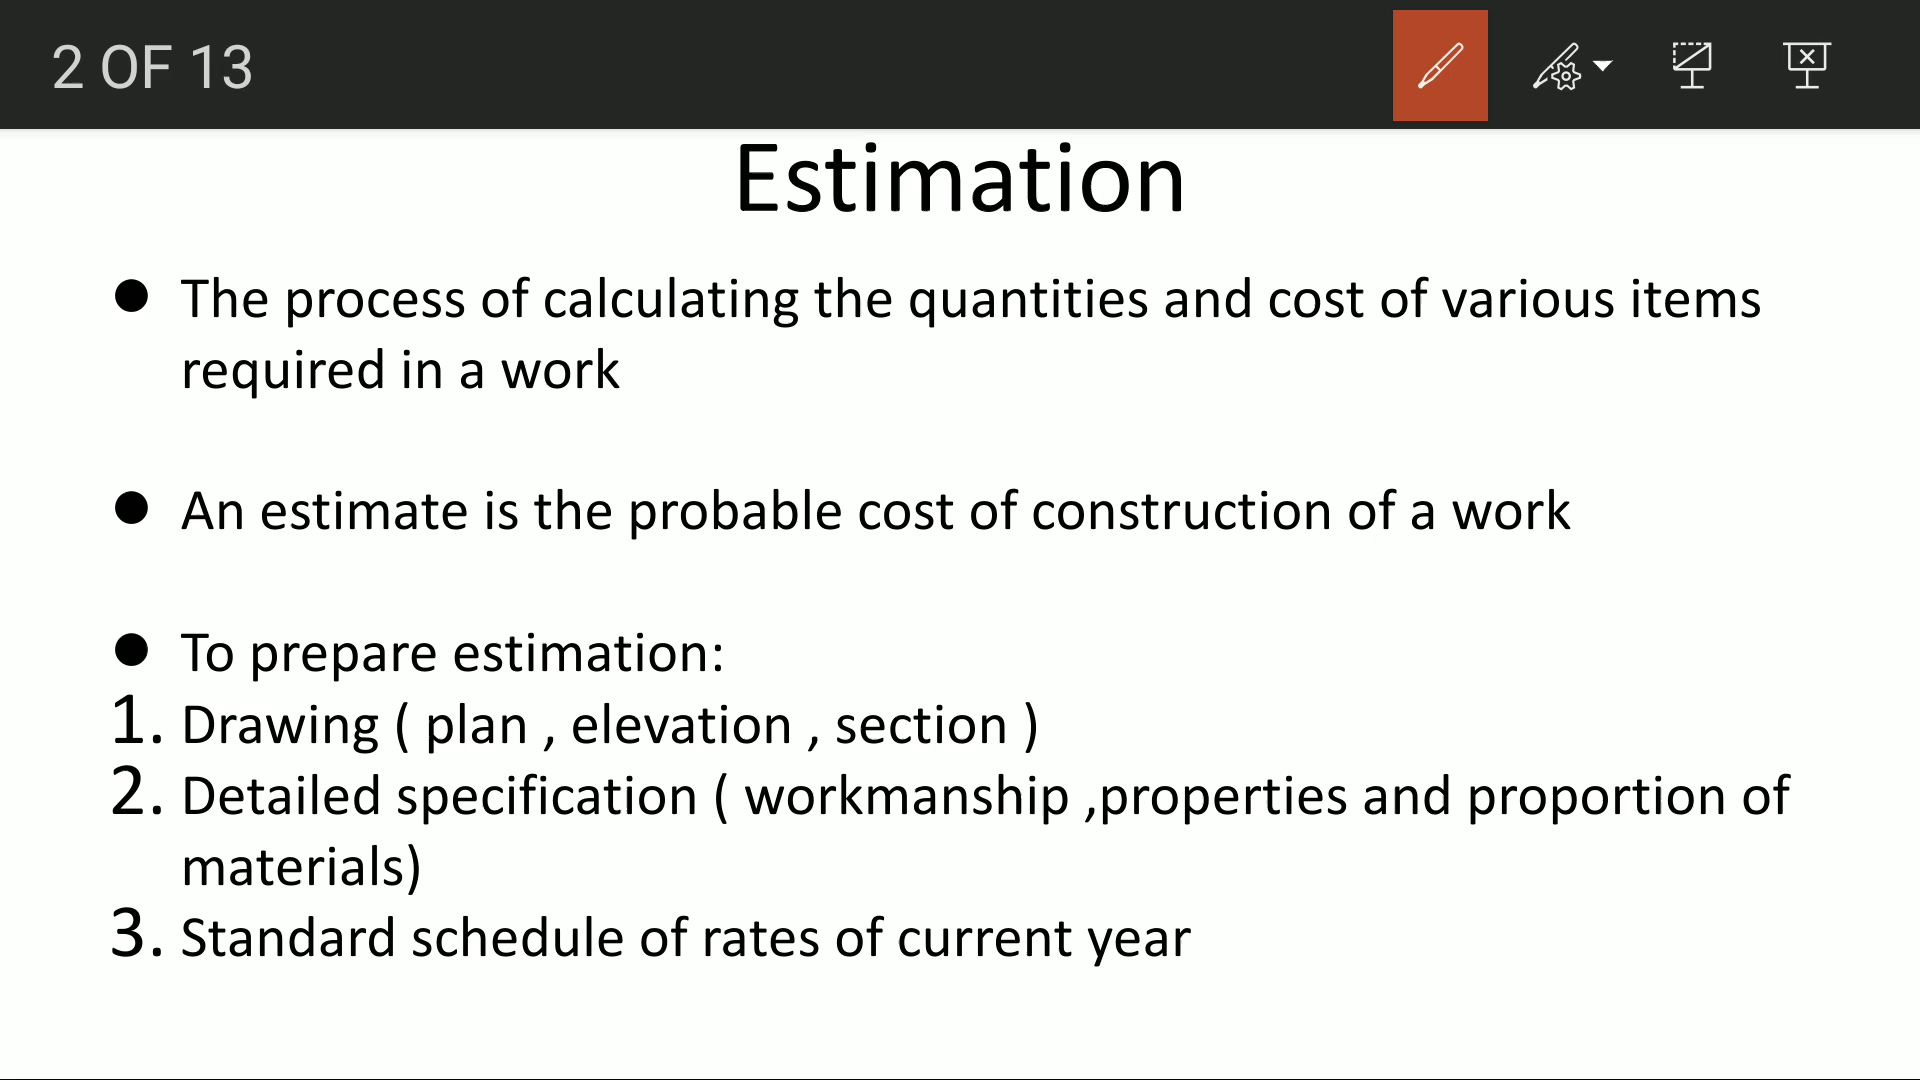 2 OF 13
Estimation
● The process of calculating the quantities and cost of various items
required in a work
● An estimate is the probable cost of construction of a work
● To prepare estimation:
1. Drawing ( plan , elevation , section )
2. Detailed specification ( workmanship ,properties and proportion of
materials)
3. Standard schedule of rates of current year